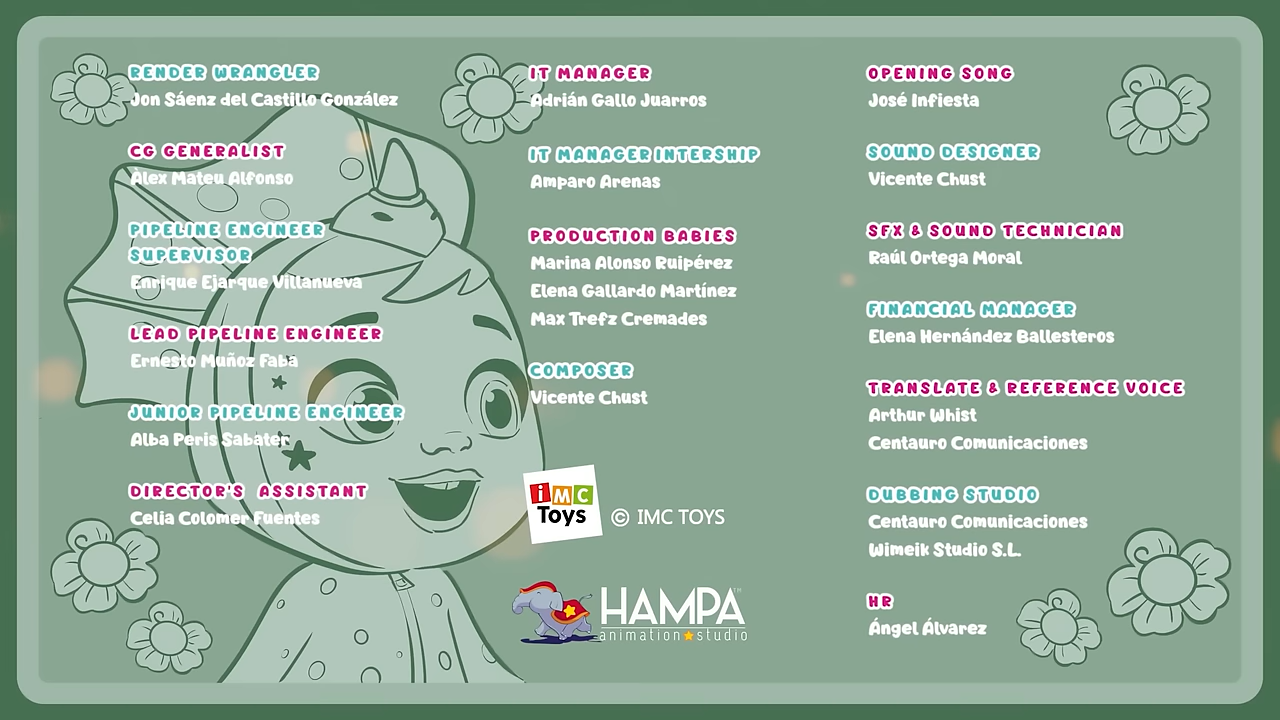 RENDER WRANGLER
Jon Sáenz del Castillo González
CG GENERALIST
Àlex Mateu Alfonso
PIPELINE ENGINEER
SUPERVISOR
Enrique Ejarque Villanueva
LEAD PIPELINE ENGINEER
Ernesto Muñoz Faba
JUNIOR PIPELINE ENGINEER
Alba Peris Sabater
DIRECTOR'S ASSISTANT
Celia Colomer Fuentes
IT MANAGER
Adrián Gallo Juarros
IT MANAGER INTERSHIP
Amparo Arenas
PRODUCTION BABIES
Marina Alonso Ruipérez
Elena Gallardo Martínez
Max Trefz Cremades
COMPOSER
Vicente Chust
iMC
Toys
© IMC TOYS
HAMPA™
animation studio
OPENING SONG
José Infiesta
SOUND DESIGNER
Vicente Chust
SFX & SOUND TECHNICIAN
Raúl Ortega Moral
FINANCIAL MANAGER
Elena Hernández Ballesteros
TRANSLATE & REFERENCE VOICE
Arthur Whist
Centauro Comunicaciones
DUBBING STUDIO
Centauro Comunicaciones
Wimeik Studio S.L.
HR
Ángel Álvarez